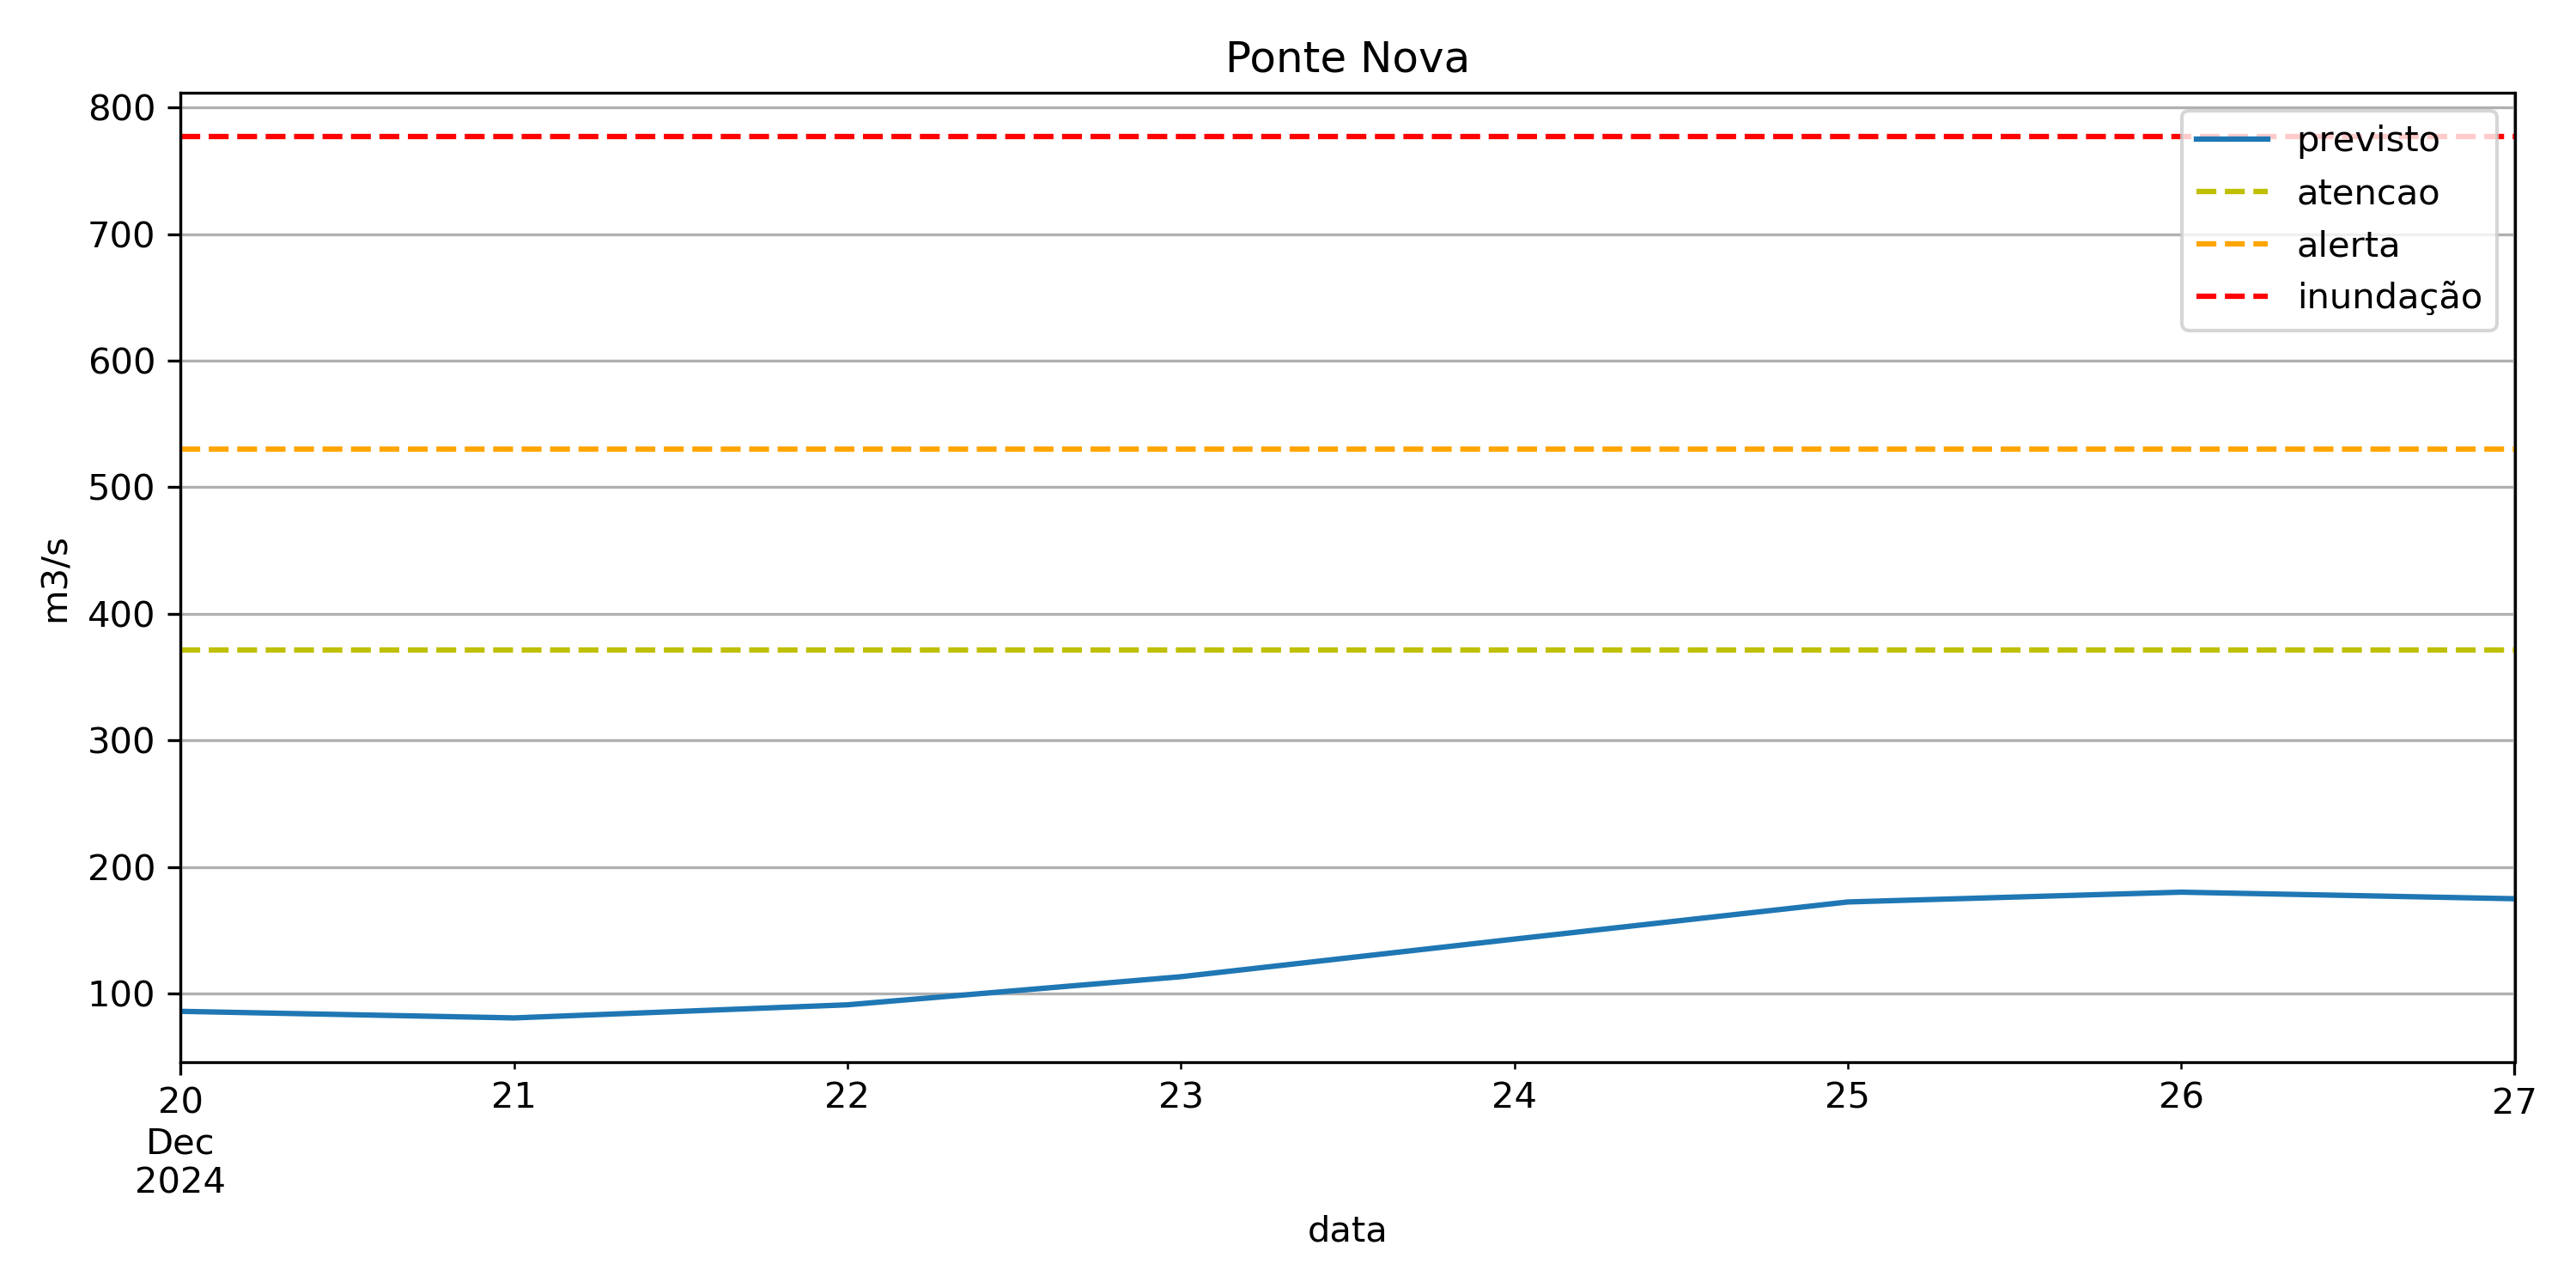 Ponte Nova
800
700
600
500
400
300
200
100
m3/s
previsto
atencao
alerta
inundação
20 21 22 23 24 25 26 27
Dec
2024
data